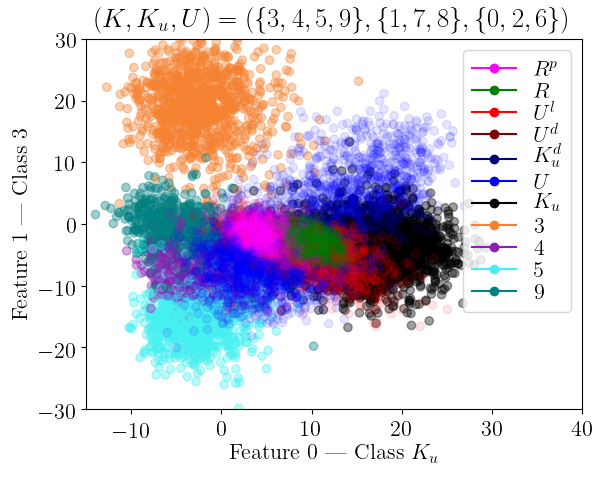 (K, K_u, U) = ({3, 4, 5, 9}, {1, 7, 8}, {0, 2, 6})
30
20
10
0
−10
−20
−30
Feature 1 — Class 3
R^p
R
U^l
U^d
K_u^d
U
K_u
3
4
5
9
−10
0
10
20
30
40
Feature 0 — Class K_u